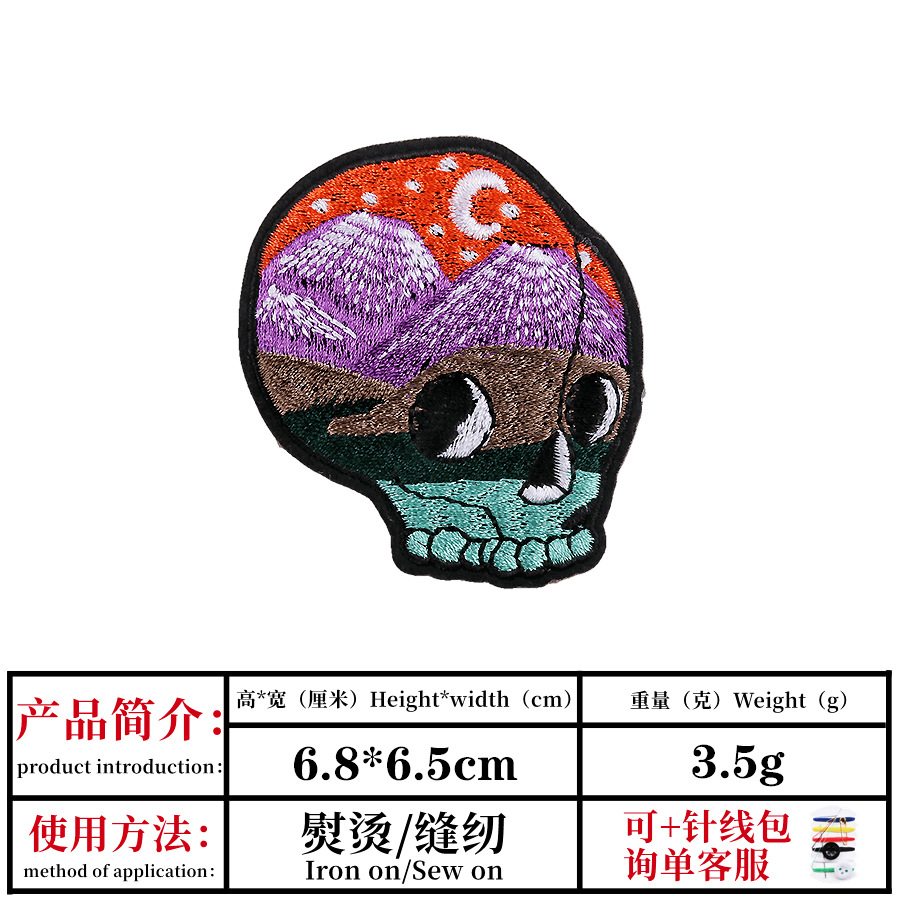 产品简介：
product introduction：
高*宽（厘米）Height*width（cm）
重量（克）Weight（g）
6.8*6.5cm
3.5g
使用方法：
method of application：
熨烫/缝纫
Iron on/Sew on
可+针线包
询单客服